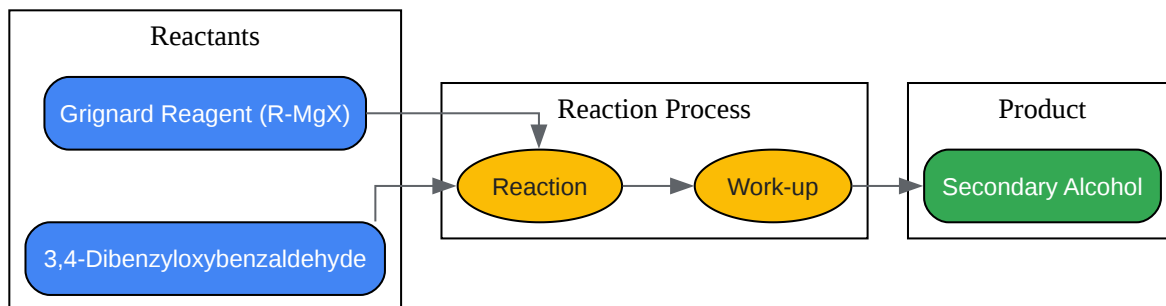 Reactants
Grignard Reagent (R-MgX)
3,4-Dibenzyloxybenzaldehyde
Reaction Process
Reaction
Work-up
Product
Secondary Alcohol